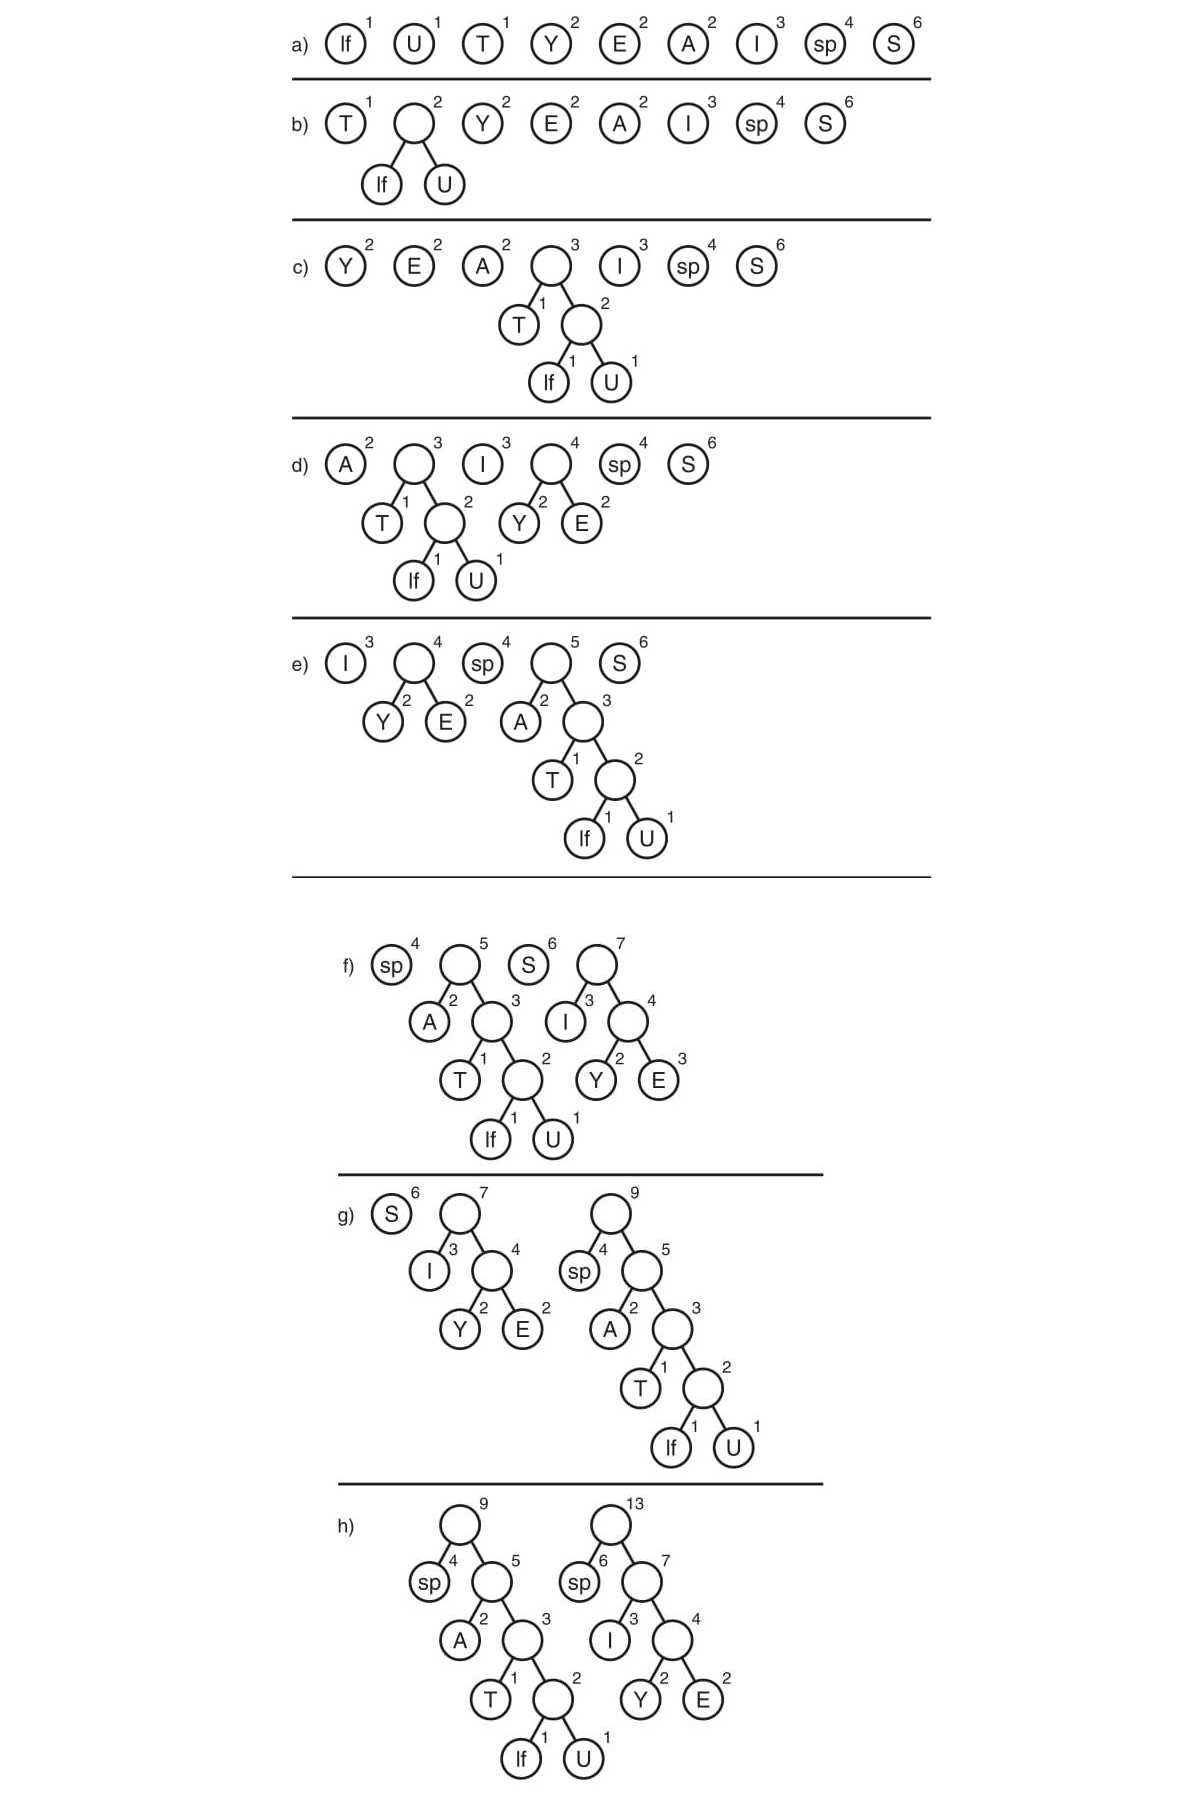 a) lf 1 U 1 T 1 Y 2 E 2 A 2 I 3 sp 4 S 6
b) T 1 2 Y 2 E 2 A 2 I 3 sp 4 S 6
lf U
c) Y 2 E 2 A 2 3 I 3 sp 4 S 6
T 1 2
lf 1 U 1
d) A 2 3 I 3 4 sp 4 S 6
T 1 2 Y 2 E 2
lf 1 U 1
e) I 3 4 sp 4 5 S 6
Y 2 E 2 A 2 3
T 1 2
lf 1 U 1
f) sp 4 5 S 6 7
A 2 3 I 3 4
T 1 2 Y 2 E 3
lf 1 U 1
g) S 6 7 9
I 3 4 sp 4 5
Y 2 E 2 A 2 3
T 1 2
lf 1 U 1
h) 9 13
sp 4 5 sp 6 7
A 2 3 I 3 4
T 1 2 Y 2 E 2
lf 1 U 1